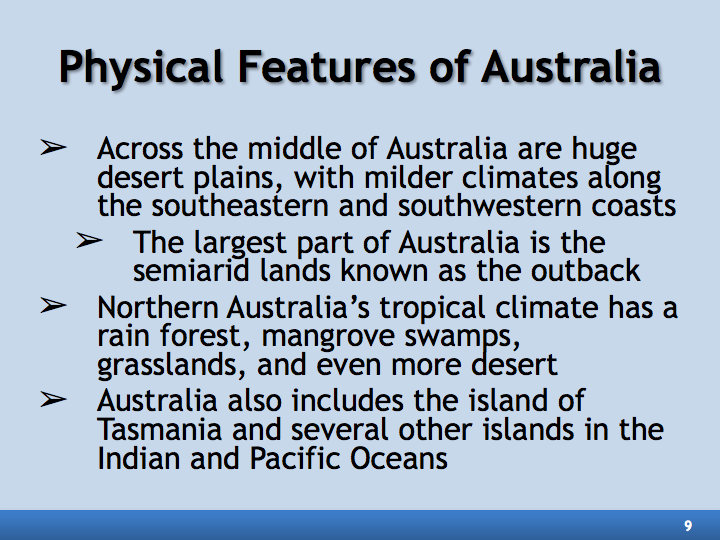 Physical Features of Australia
➢ Across the middle of Australia are huge
desert plains, with milder climates along
the southeastern and southwestern coasts
➢ The largest part of Australia is the
semiarid lands known as the outback
➢ Northern Australia’s tropical climate has a
rain forest, mangrove swamps,
grasslands, and even more desert
➢ Australia also includes the island of
Tasmania and several other islands in the
Indian and Pacific Oceans
9